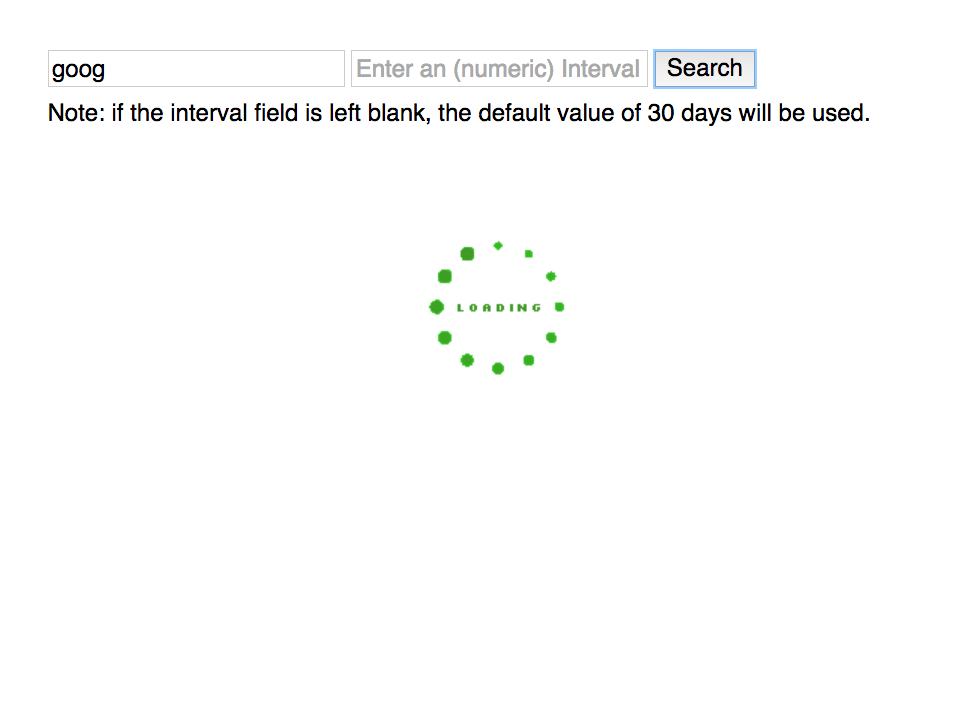 goog Enter an (numeric) Interval Search
Note: if the interval field is left blank, the default value of 30 days will be used.
LOADING